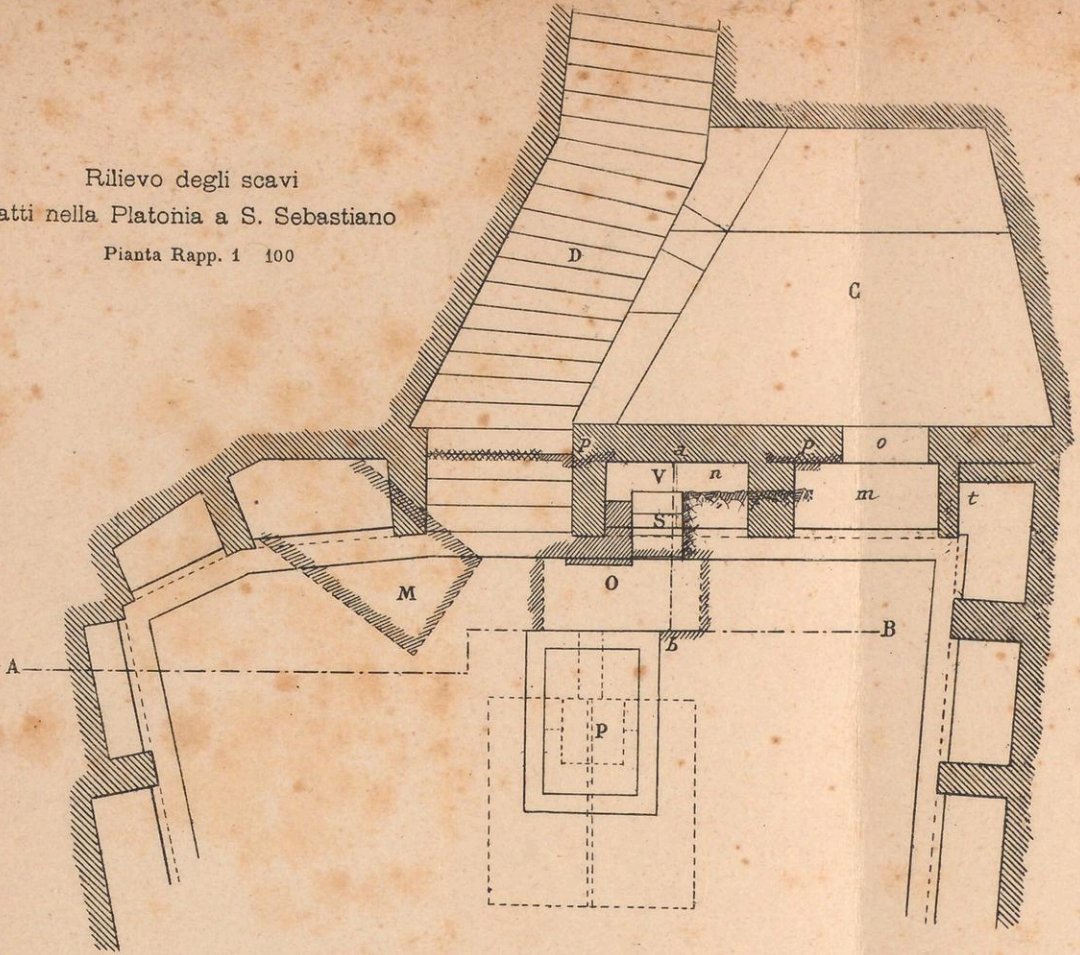 Rilievo degli scavi
atti nella Platonia a S. Sebastiano
Pianta Rapp. 1 100
D
C
p
a
p
o
V
n
m
t
S
M
O
A
B
b
P